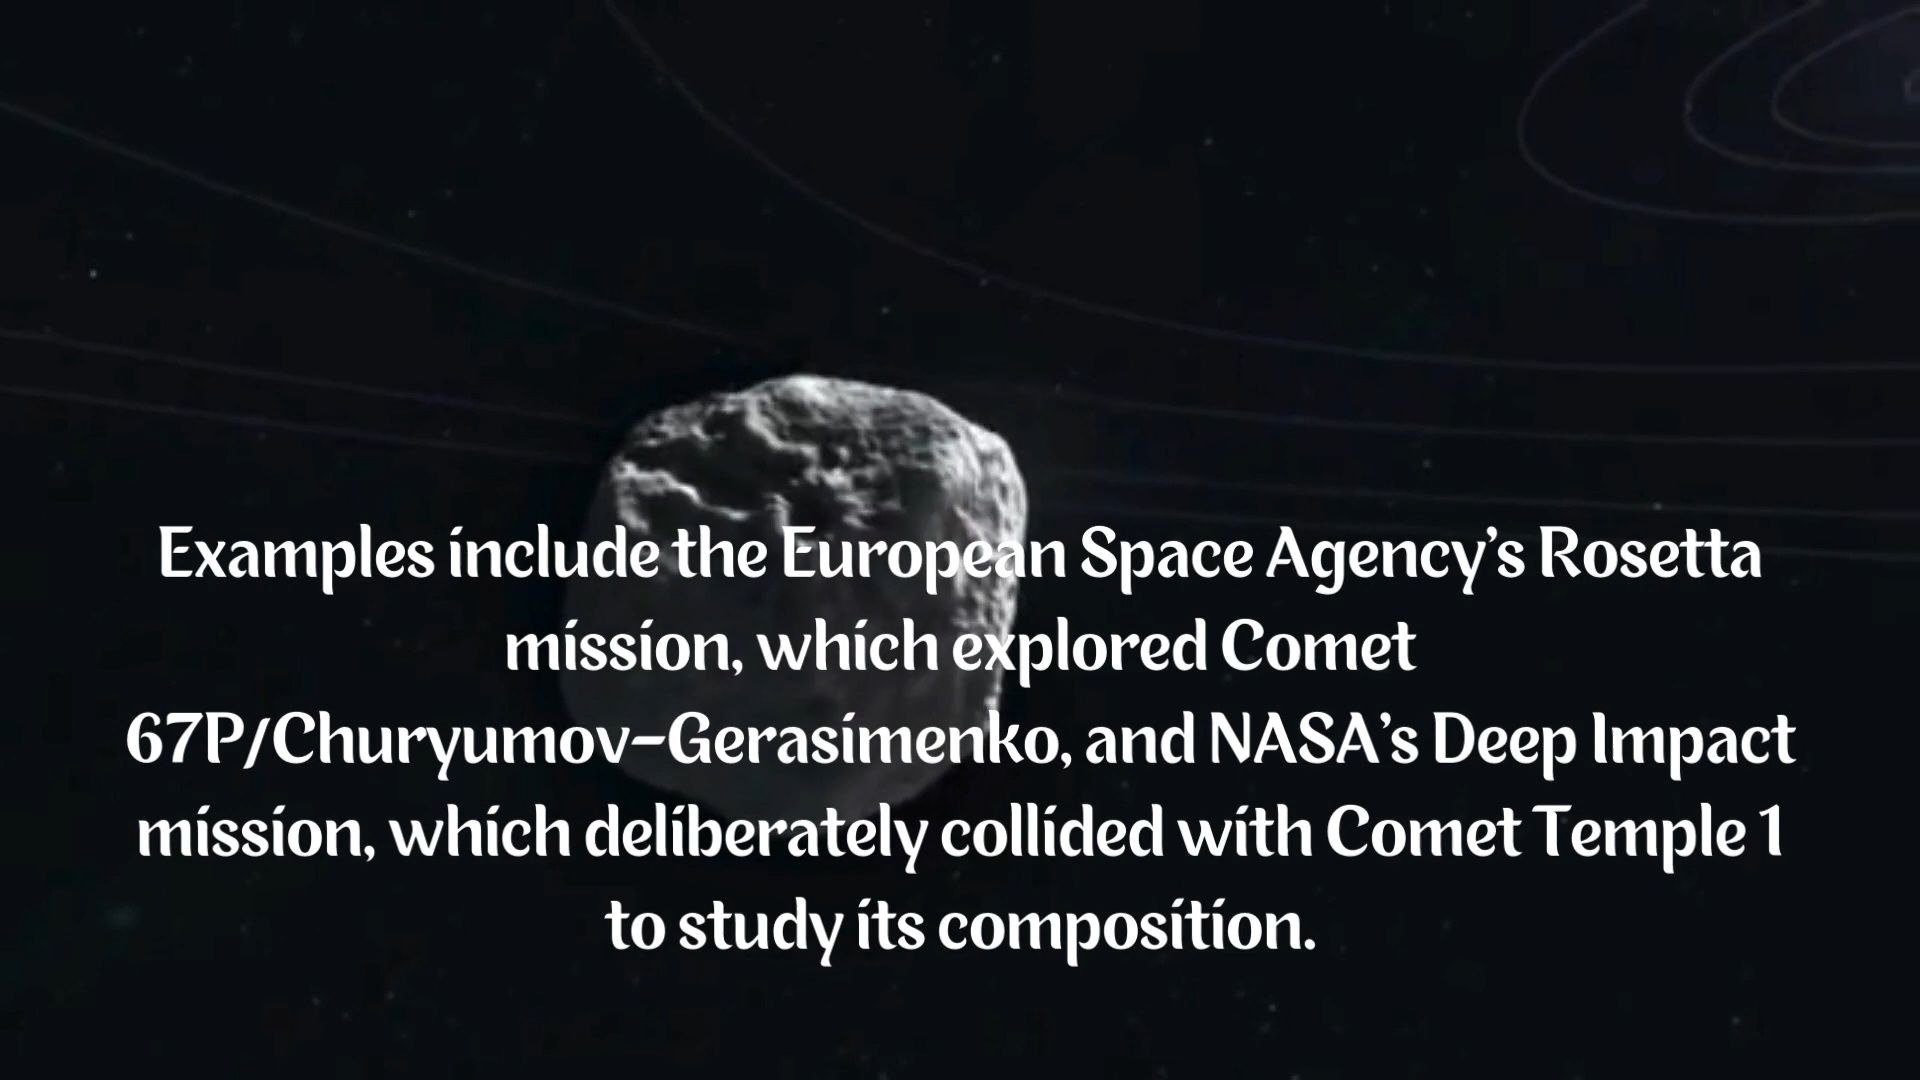 Examples include the European Space Agency’s Rosetta
mission, which explored Comet
67P/Churyumov–Gerasimenko, and NASA’s Deep Impact
mission, which deliberately collided with Comet Temple 1
to study its composition.